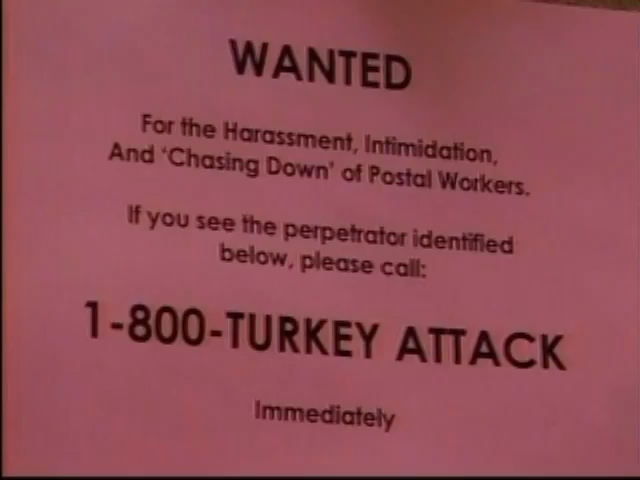 WANTED
For the Harassment, Intimidation,
And 'Chasing Down' of Postal Workers.
If you see the perpetrator identified
below, please call:
1-800-TURKEY ATTACK
Immediately